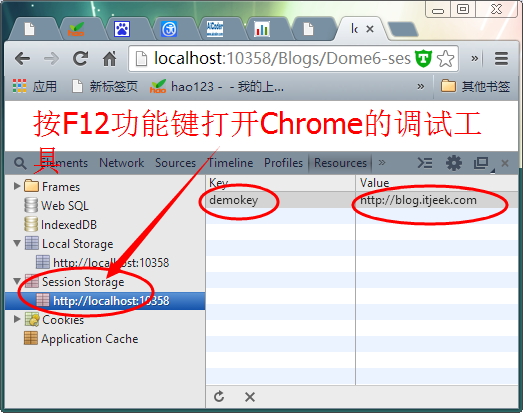 lo
localhost:10358/Blogs/Dome6-ses
应用
新标签页
hao123 - - 我的上...
»
其他书签
按F12功能键打开Chrome的调试工
具
Elements Network Sources Timeline Profiles Resources »
Frames
Web SQL
IndexedDB
Local Storage
http://localhost:10358
Session Storage
http://localhost:10358
Cookies
Application Cache
Key Value
demokey http://blog.itjeek.com